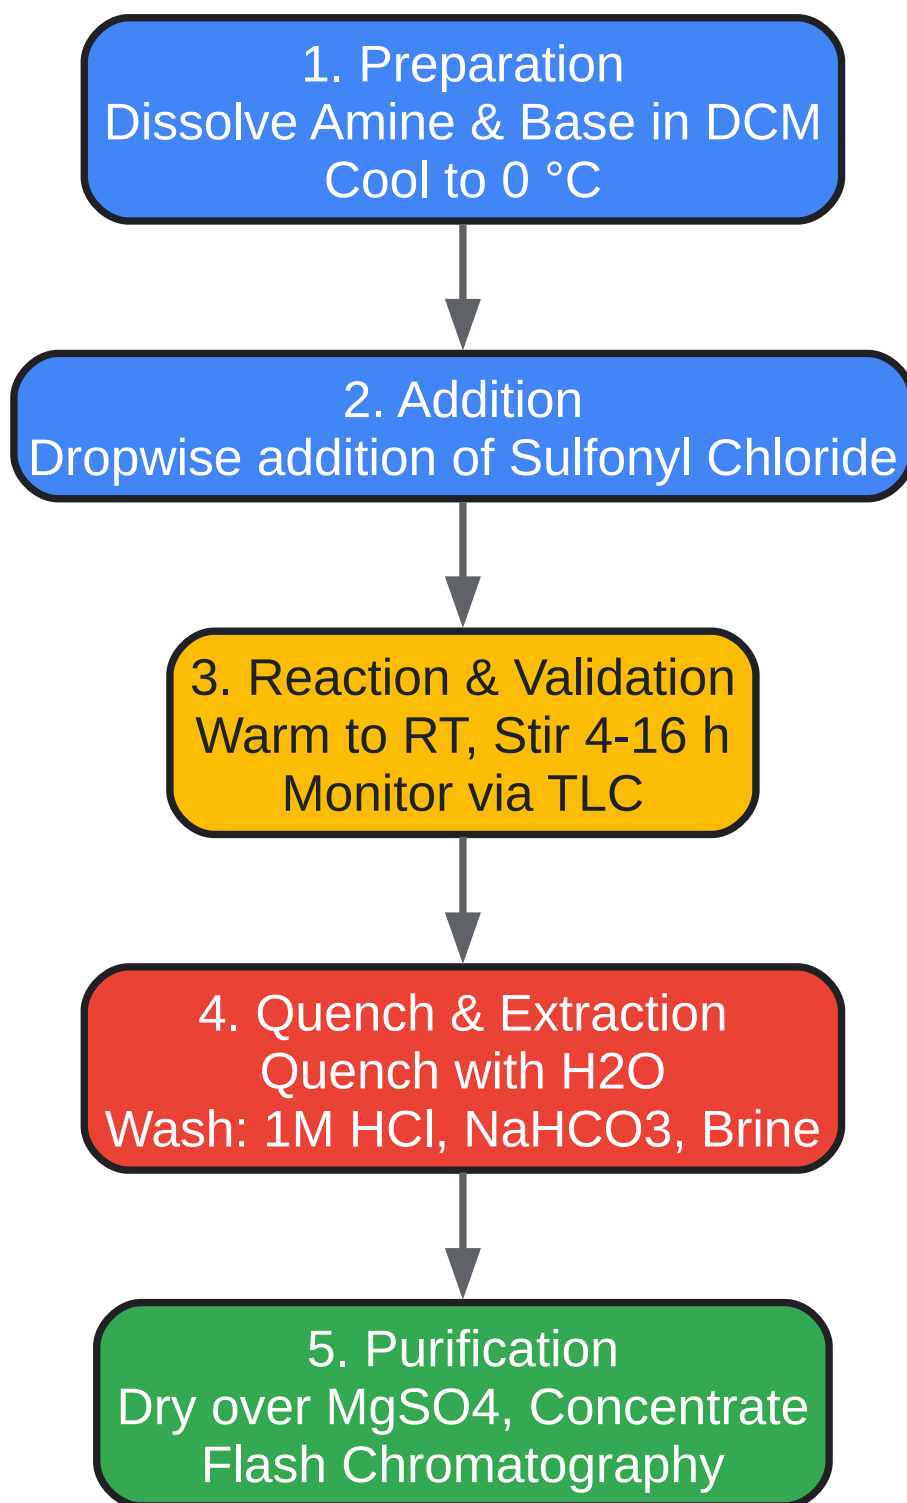 1. Preparation
Dissolve Amine & Base in DCM
Cool to 0 °C
2. Addition
Dropwise addition of Sulfonyl Chloride
3. Reaction & Validation
Warm to RT, Stir 4-16 h
Monitor via TLC
4. Quench & Extraction
Quench with H2O
Wash: 1M HCl, NaHCO3, Brine
5. Purification
Dry over MgSO4, Concentrate
Flash Chromatography